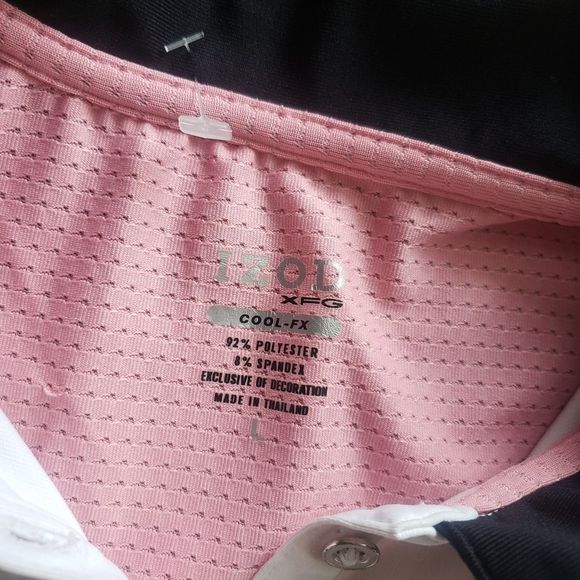 IZOD
XFG
COOL-FX
92% POLYESTER
8% SPANDEX
EXCLUSIVE OF DECORATION
MADE IN THAILAND
L